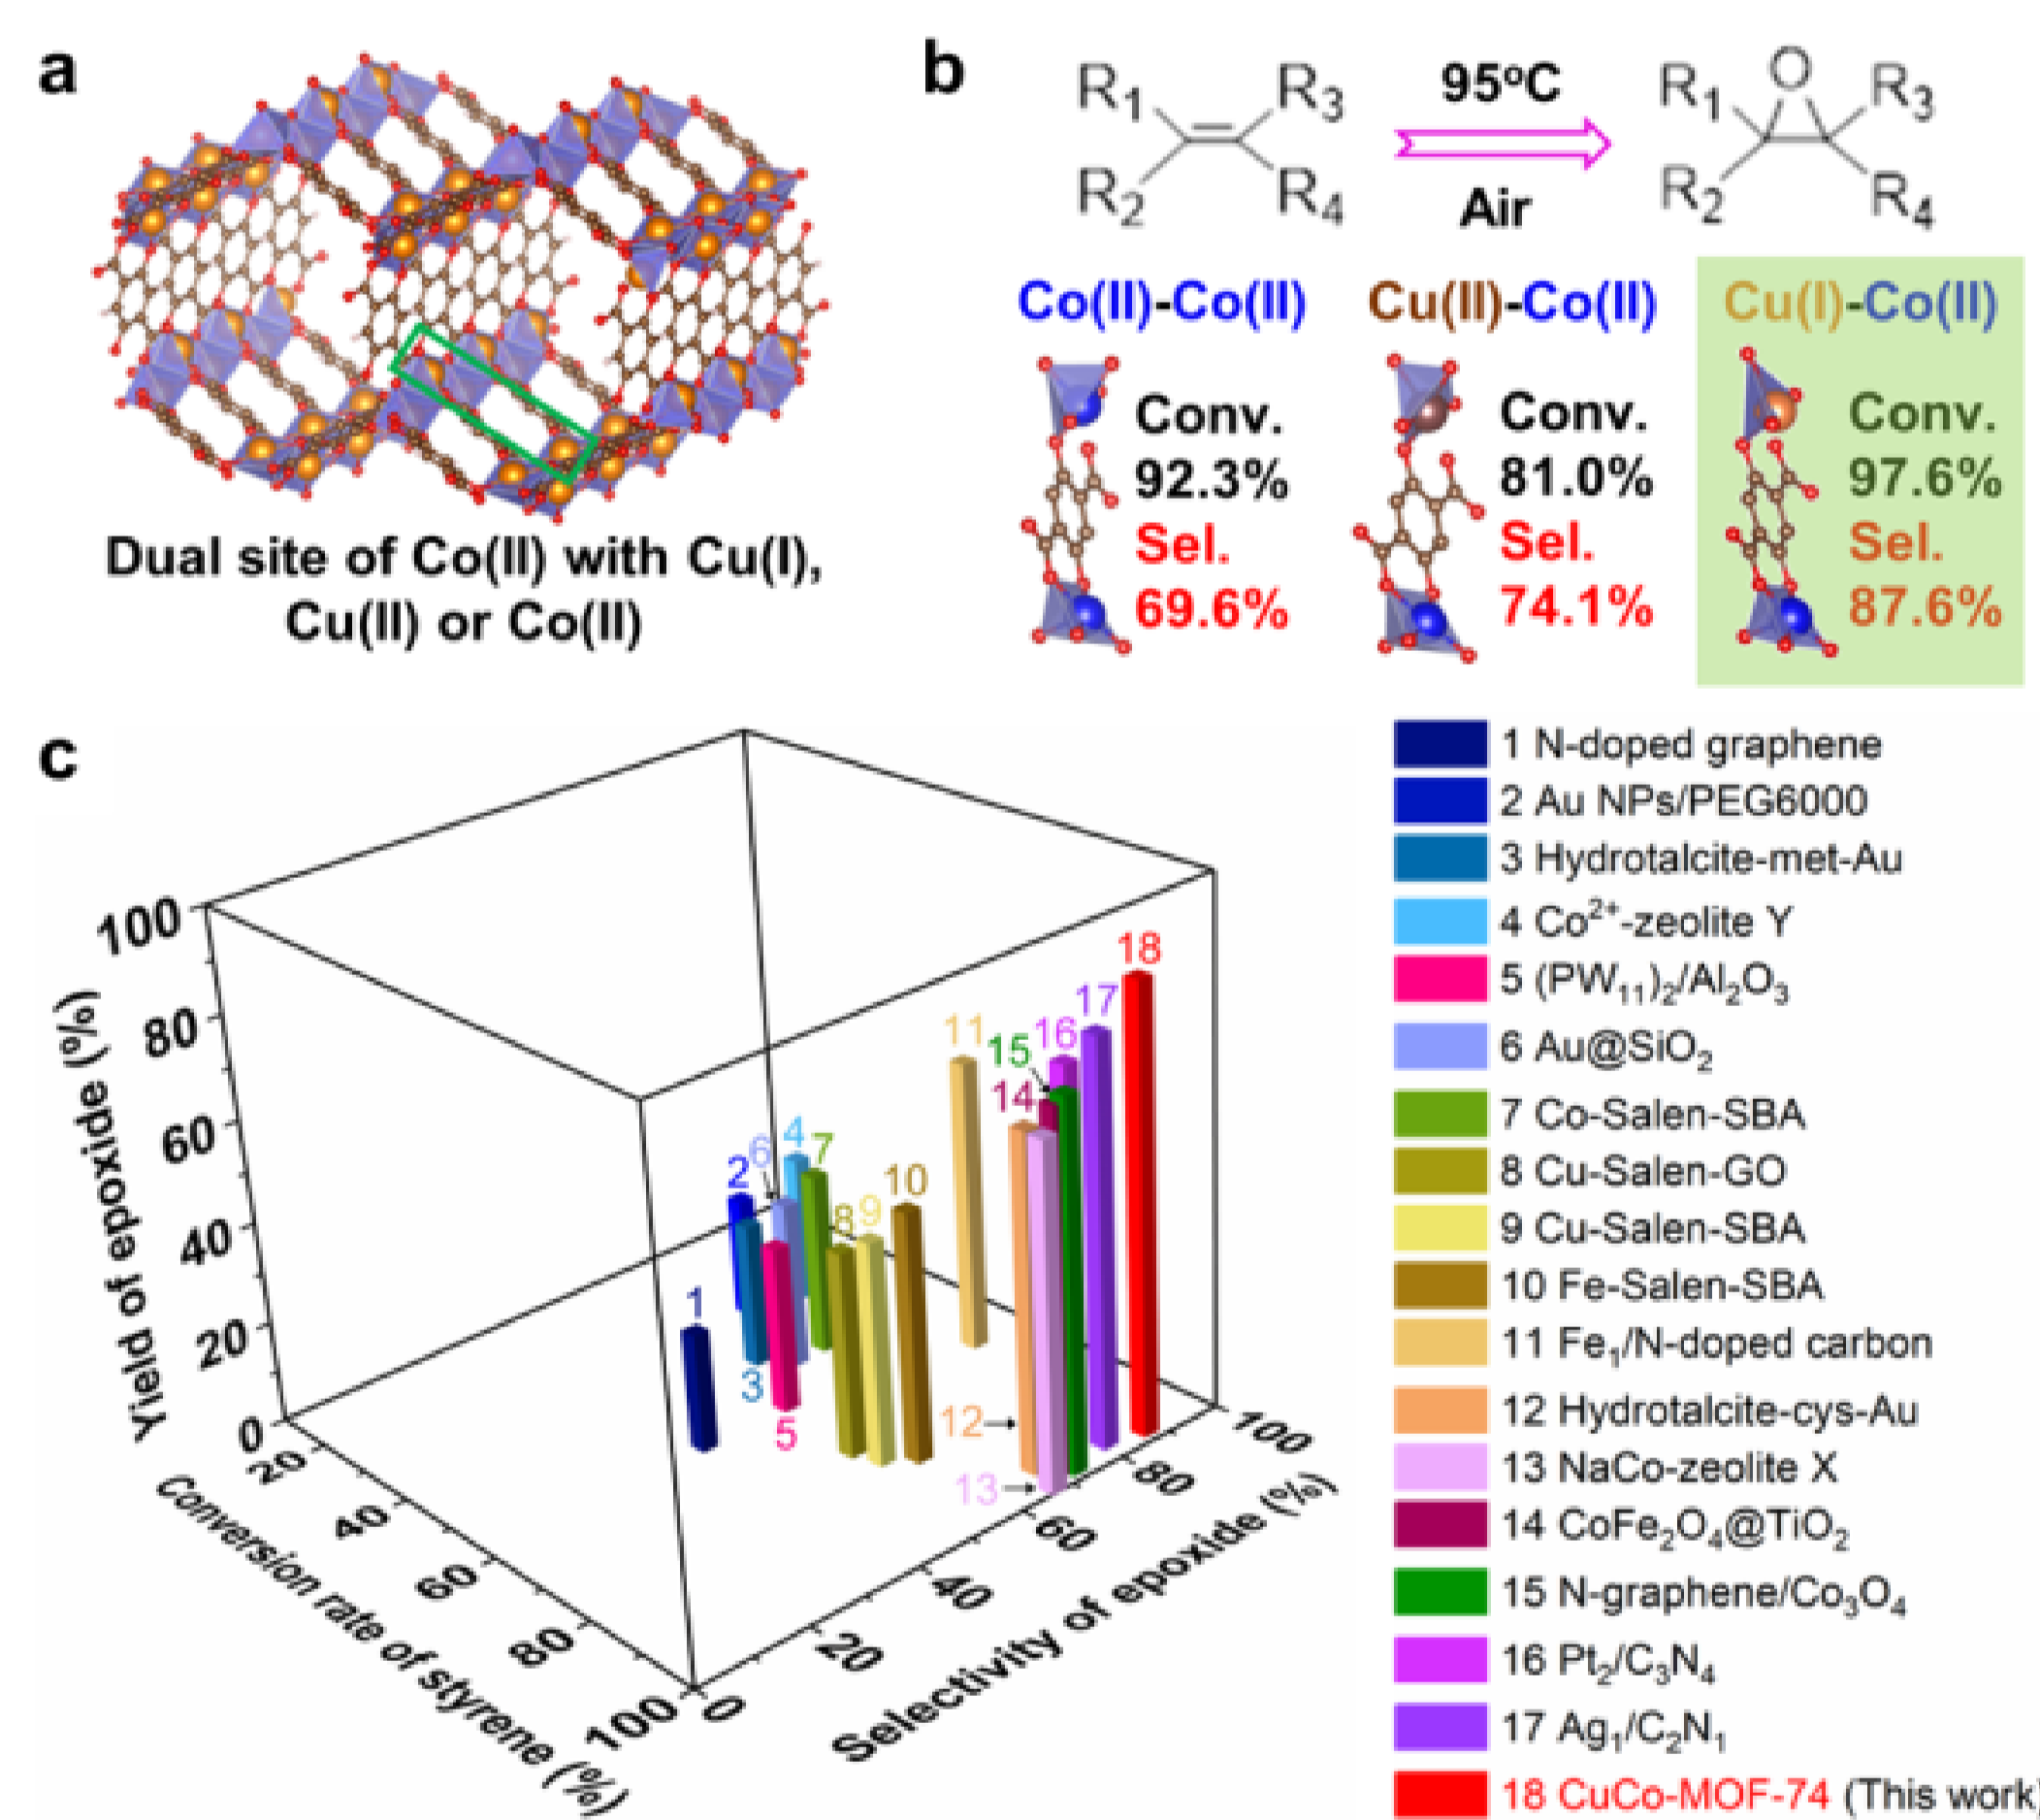 a
Dual site of Co(II) with Cu(I),
Cu(II) or Co(II)
b
R1 R3
R2 R4
95oC
Air
O
R1 R3
R2 R4
Co(II)-Co(II)
Conv.
92.3%
Sel.
69.6%
Cu(II)-Co(II)
Conv.
81.0%
Sel.
74.1%
Cu(I)-Co(II)
Conv.
97.6%
Sel.
87.6%
c
Yield of epoxide (%)
100
80
60
40
20
0
Conversion rate of styrene (%)
20
40
60
80
100
Selectivity of epoxide (%)
0
20
40
60
80
100
1
2
3
4
5
6
7
8
9
10
11
12
13
14
15
16
17
18
1 N-doped graphene
2 Au NPs/PEG6000
3 Hydrotalcite-met-Au
4 Co²⁺-zeolite Y
5 (PW₁₁)₂/Al₂O₃
6 Au@SiO₂
7 Co-Salen-SBA
8 Cu-Salen-GO
9 Cu-Salen-SBA
10 Fe-Salen-SBA
11 Fe₁/N-doped carbon
12 Hydrotalcite-cys-Au
13 NaCo-zeolite X
14 CoFe₂O₄@TiO₂
15 N-graphene/Co₃O₄
16 Pt₂/C₃N₄
17 Ag₁/C₂N₁
18 CuCo-MOF-74 (This work)